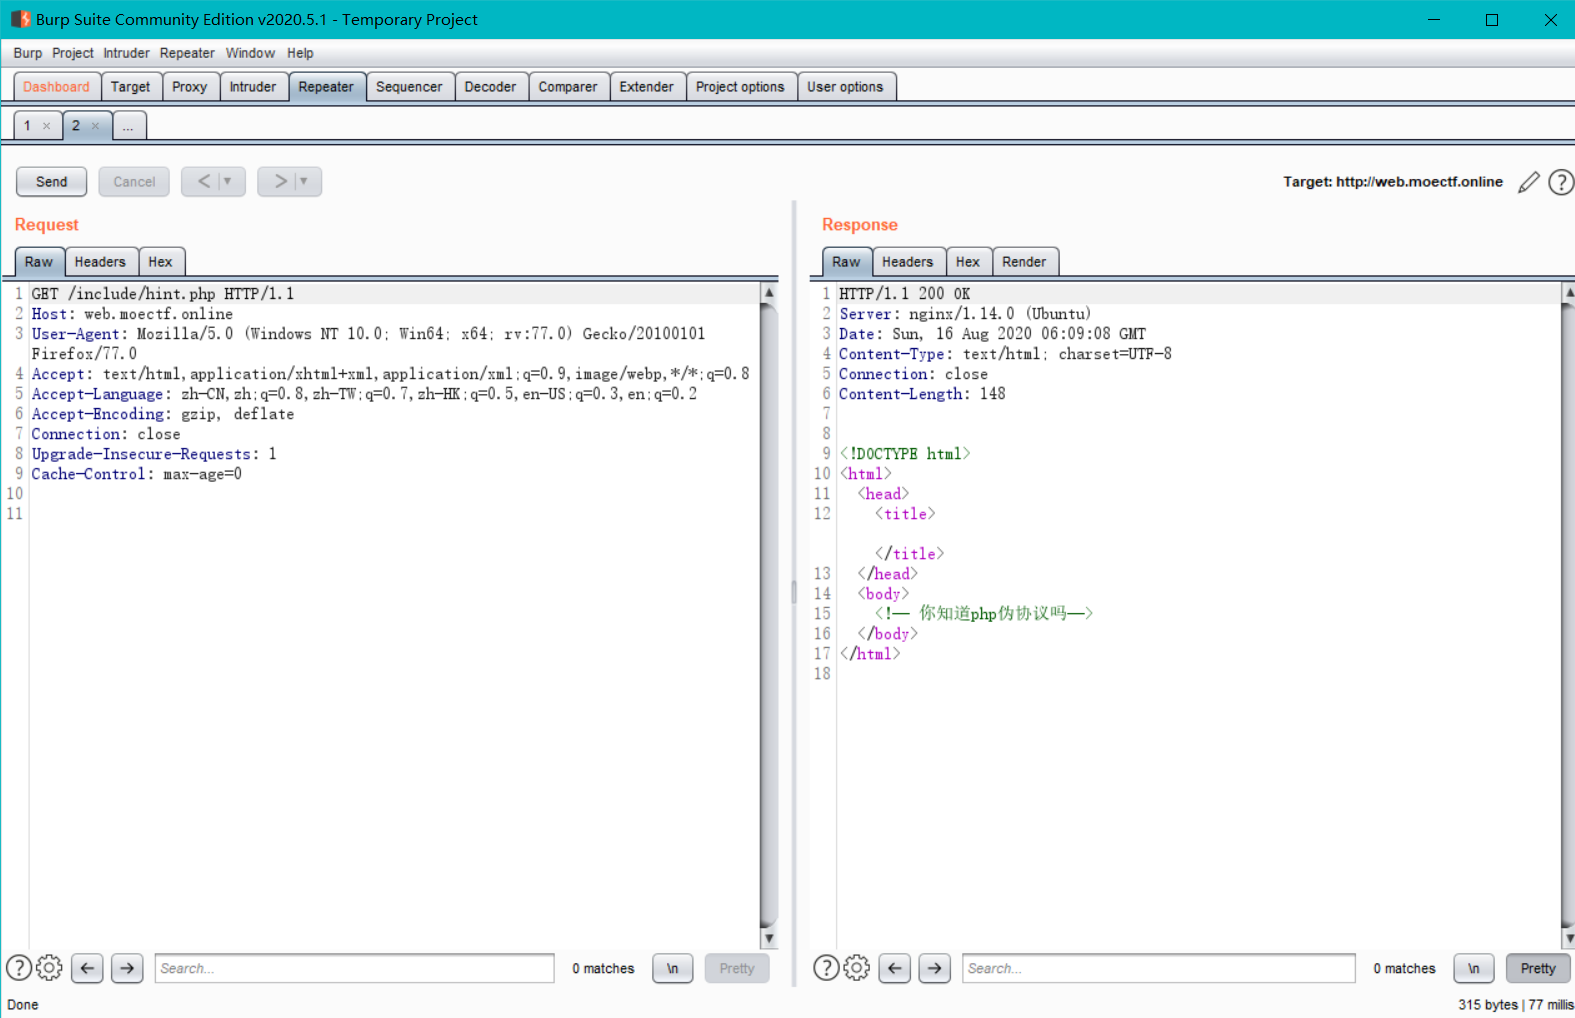 Burp Suite Community Edition v2020.5.1 - Temporary Project
Burp Project Intruder Repeater Window Help
Dashboard Target Proxy Intruder Repeater Sequencer Decoder Comparer Extender Project options User options
1 × 2 × ...
Send Cancel < > Target: http://web.moectf.online ?
Request
Raw Headers Hex
1 GET /include/hint.php HTTP/1.1
2 Host: web.moectf.online
3 User-Agent: Mozilla/5.0 (Windows NT 10.0; Win64; x64; rv:77.0) Gecko/20100101
Firefox/77.0
4 Accept: text/html,application/xhtml+xml,application/xml;q=0.9,image/webp,*/*;q=0.8
5 Accept-Language: zh-CN,zh;q=0.8,zh-TW;q=0.7,zh-HK;q=0.5,en-US;q=0.3,en;q=0.2
6 Accept-Encoding: gzip, deflate
7 Connection: close
8 Upgrade-Insecure-Requests: 1
9 Cache-Control: max-age=0
10
11
? ← → Search... 0 matches \n Pretty
Response
Raw Headers Hex Render
1 HTTP/1.1 200 OK
2 Server: nginx/1.14.0 (Ubuntu)
3 Date: Sun, 16 Aug 2020 06:09:08 GMT
4 Content-Type: text/html; charset=UTF-8
5 Connection: close
6 Content-Length: 148
7
8
9 <!DOCTYPE html>
10 <html>
11 <head>
12 <title>
</title>
13 </head>
14 <body>
15 <!-- 你知道php伪协议吗-->
16 </body>
17 </html>
18
? ← → Search... 0 matches \n Pretty
Done
315 bytes | 77 millis